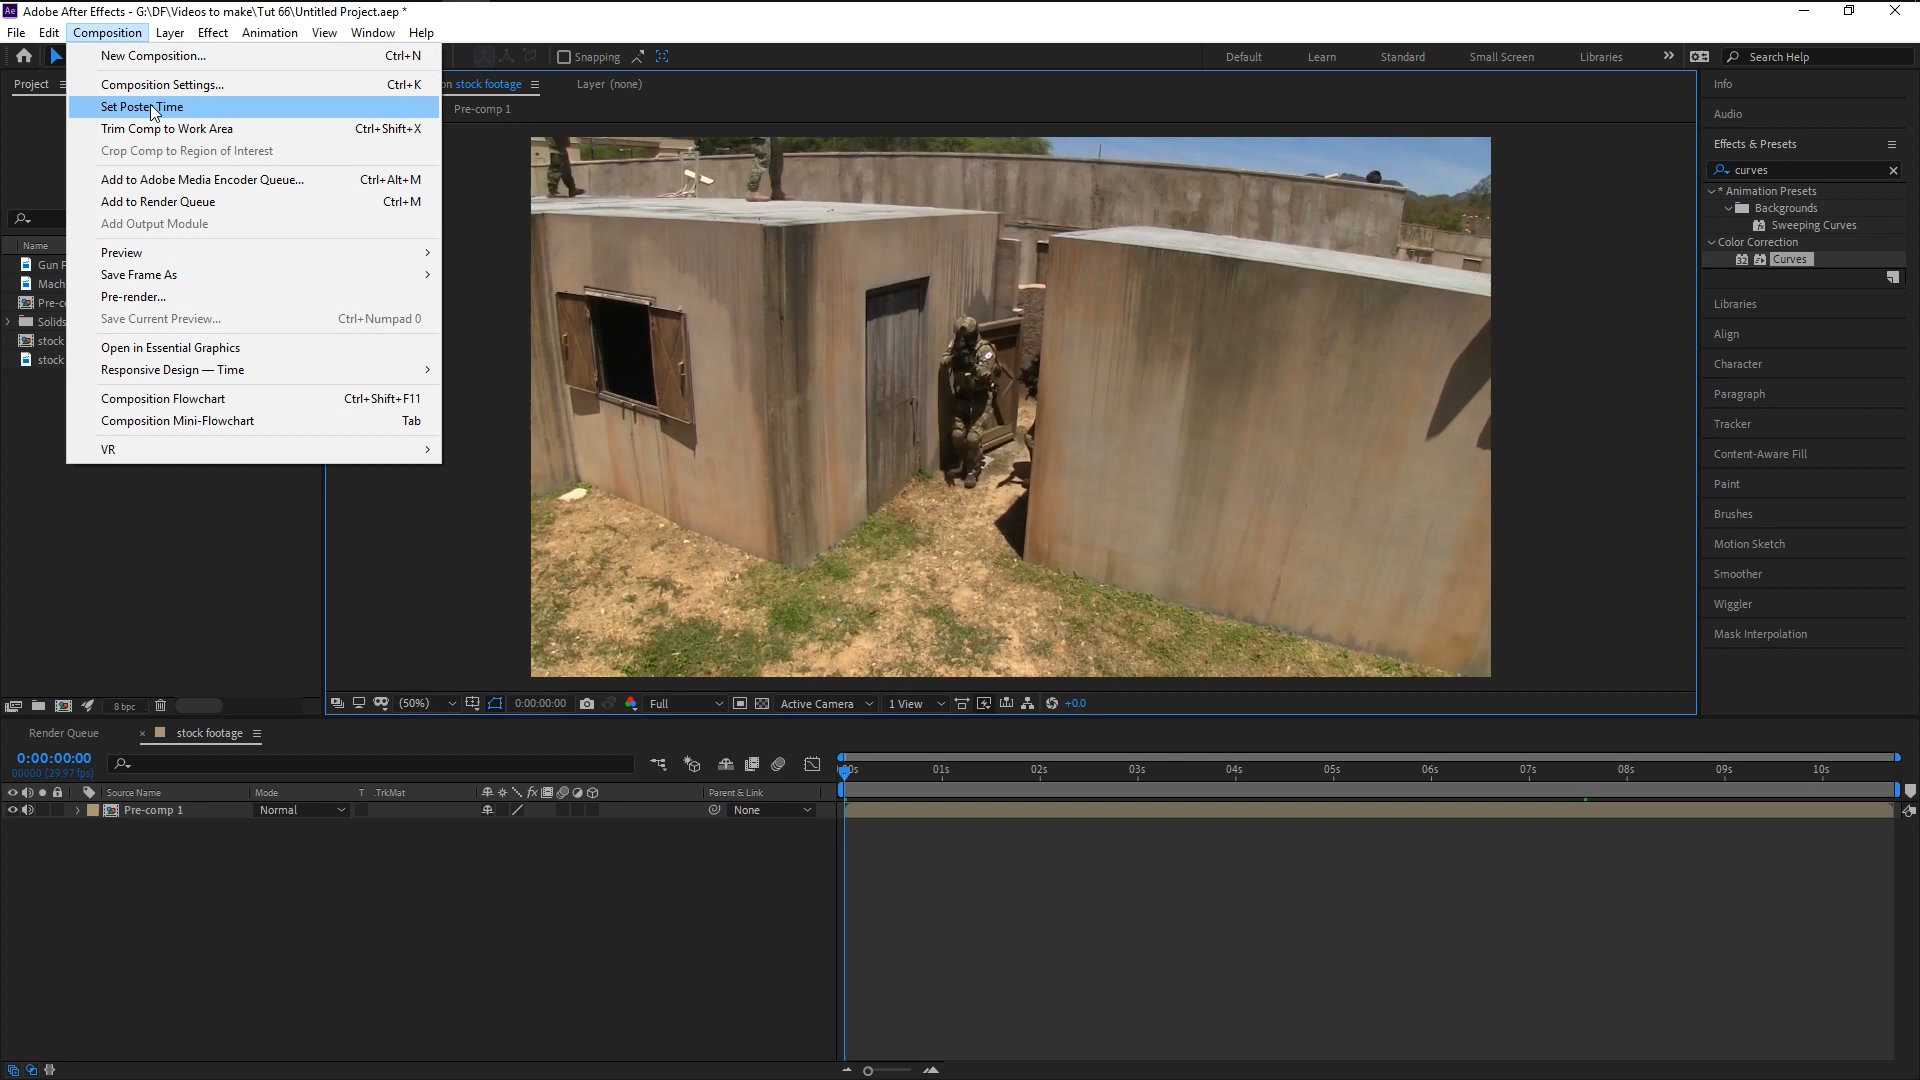 Ae Adobe After Effects - G:\DF\Videos to make\Tut 66\Untitled Project.aep *
File Edit Composition Layer Effect Animation View Window Help
Snapping
Default Learn Standard Small Screen Libraries Search Help
New Composition... Ctrl+N
Composition Settings... Ctrl+K
Set Poster Time
Trim Comp to Work Area Ctrl+Shift+X
Crop Comp to Region of Interest
Add to Adobe Media Encoder Queue... Ctrl+Alt+M
Add to Render Queue Ctrl+M
Add Output Module
Preview
Save Frame As
Pre-render...
Save Current Preview... Ctrl+Numpad 0
Open in Essential Graphics
Responsive Design — Time
Composition Flowchart Ctrl+Shift+F11
Composition Mini-Flowchart Tab
VR
Project
Name
Gun F
Mach
Pre-c
Solids
stock
stock
8 bpc
on stock footage
Layer (none)
Pre-comp 1
(50%) 0:00:00:00 Full Active Camera 1 View +0.0
Info
Audio
Effects & Presets
curves
* Animation Presets
Backgrounds
Sweeping Curves
Color Correction
32 Curves
Libraries
Align
Character
Paragraph
Tracker
Content-Aware Fill
Paint
Brushes
Motion Sketch
Smoother
Wiggler
Mask Interpolation
Render Queue
stock footage
0:00:00:00
00000 (29.97 fps)
00s 01s 02s 03s 04s 05s 06s 07s 08s 09s 10s
Source Name Mode T .TrkMat fx Parent & Link
Pre-comp 1 Normal None